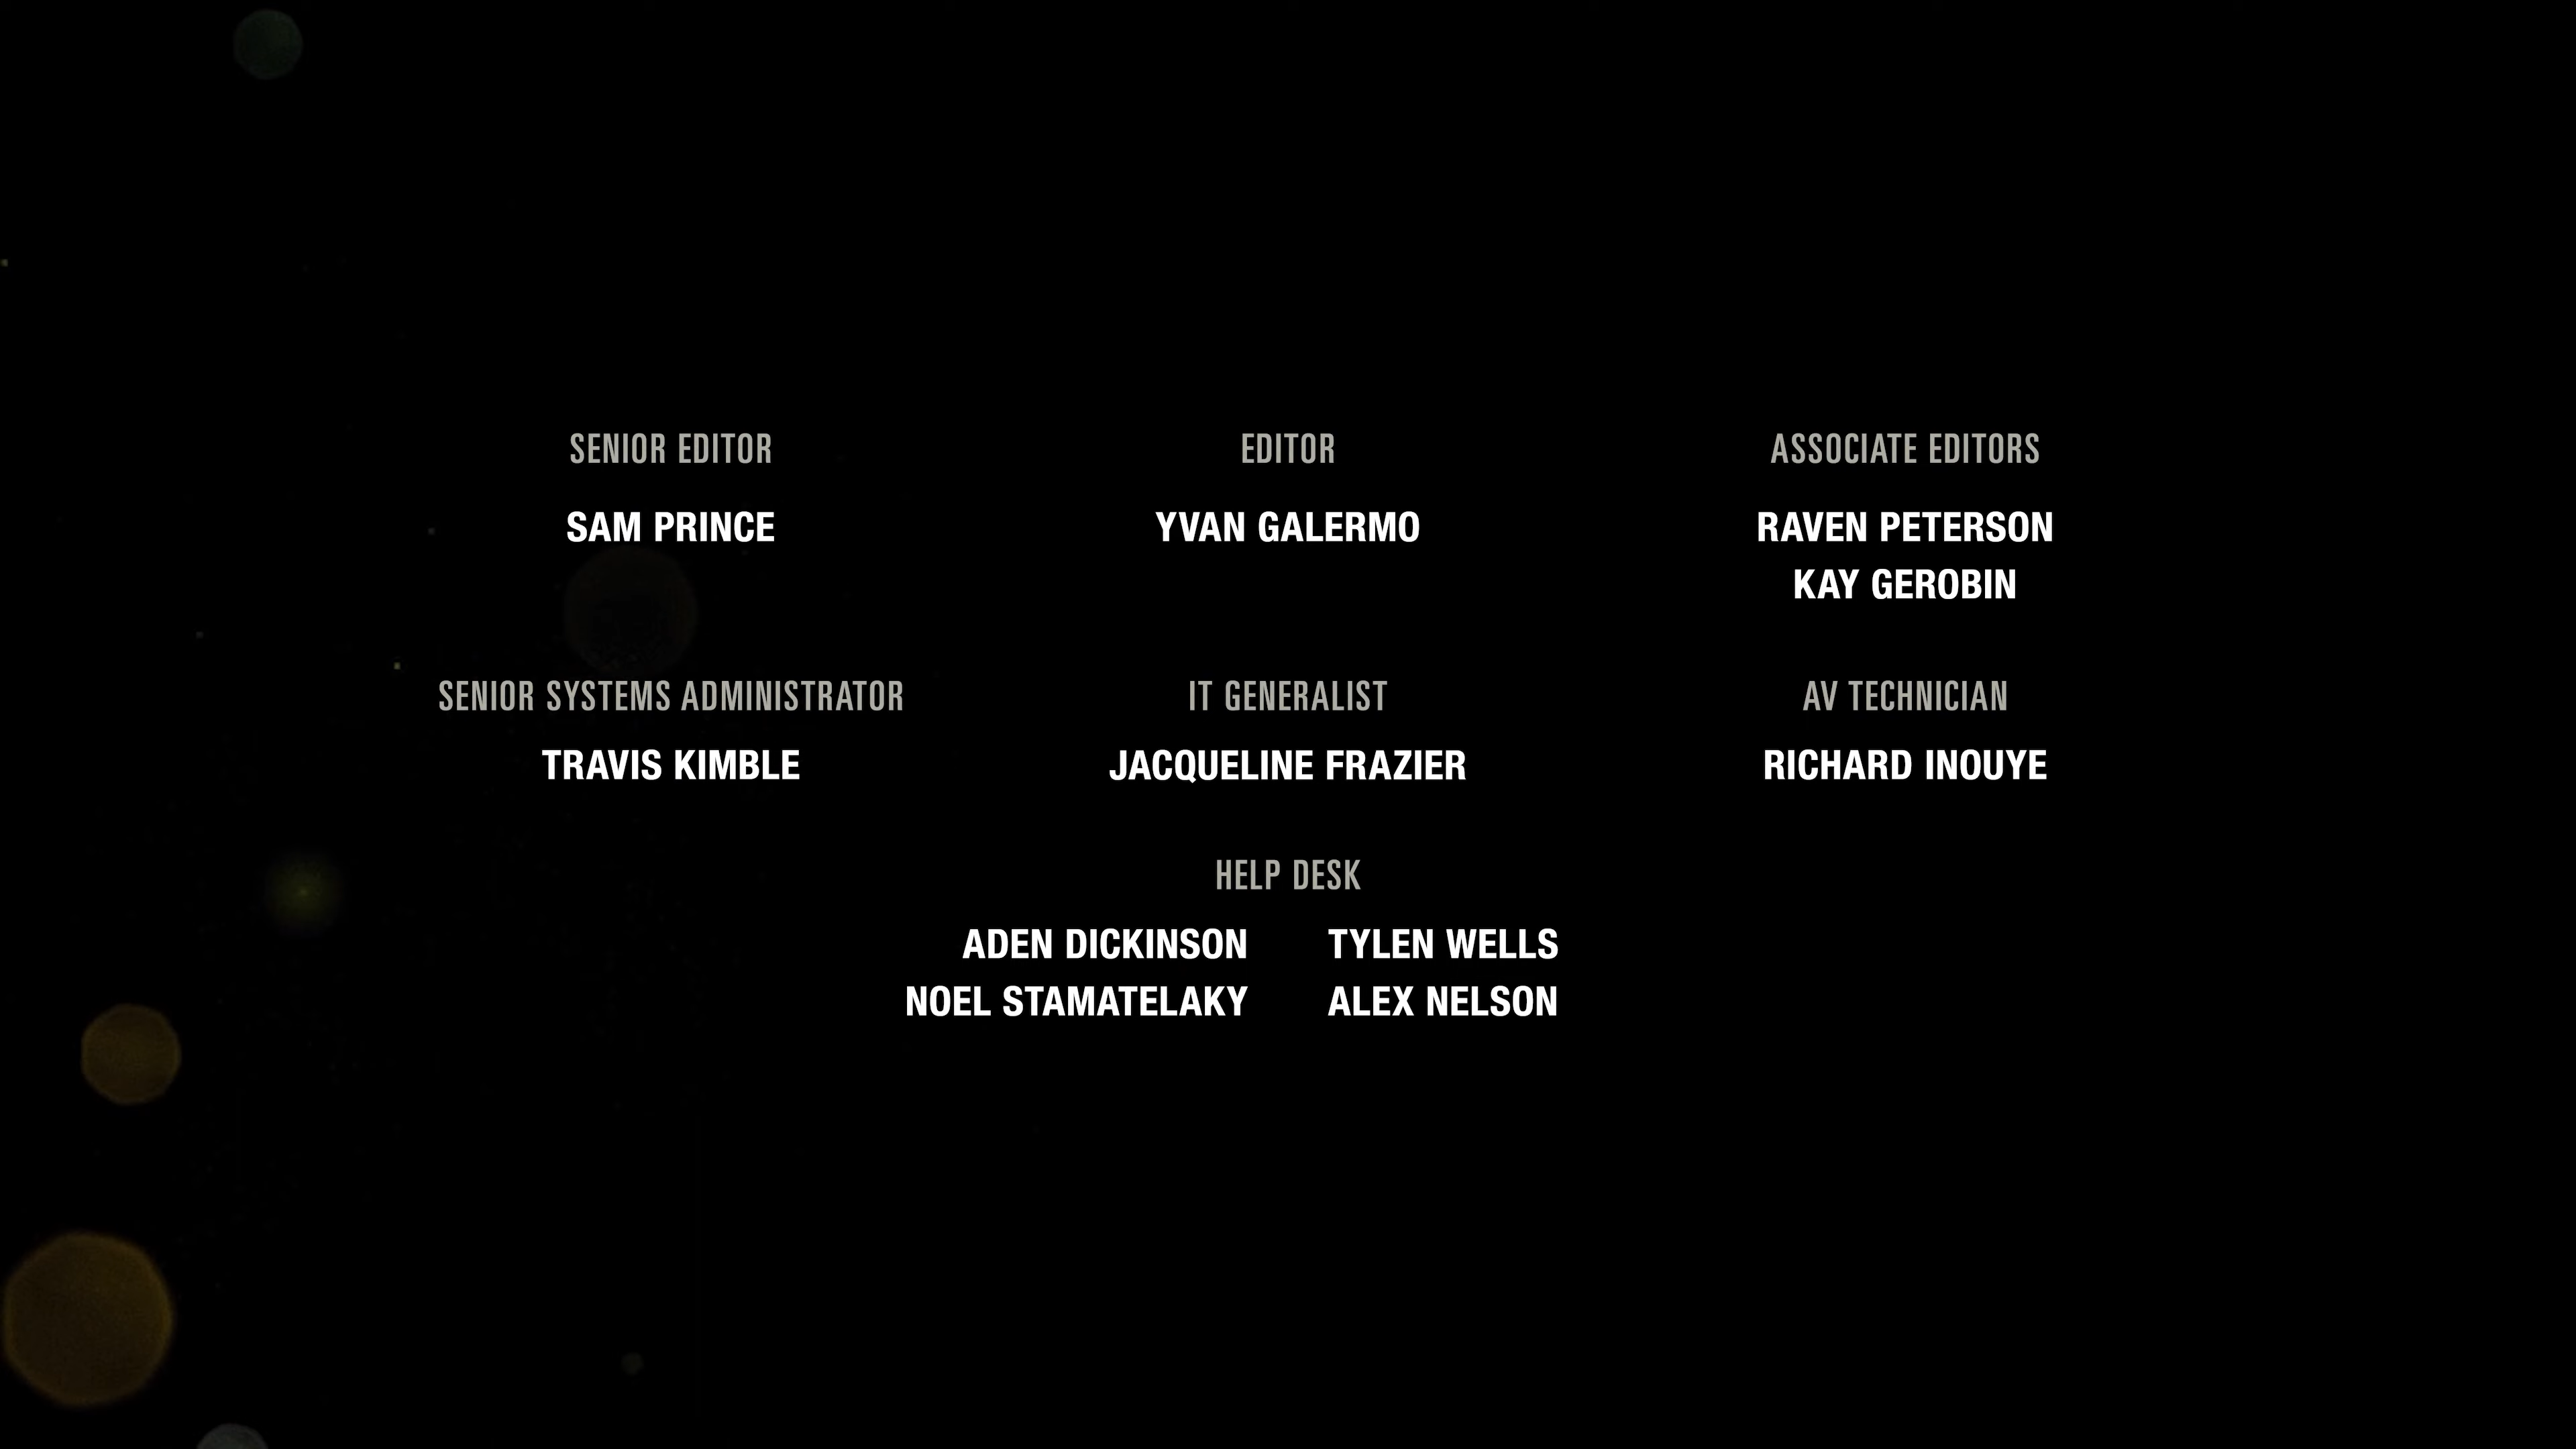 SENIOR EDITOR
SAM PRINCE
EDITOR
YVAN GALERMO
ASSOCIATE EDITORS
RAVEN PETERSON
KAY GEROBIN
SENIOR SYSTEMS ADMINISTRATOR
TRAVIS KIMBLE
IT GENERALIST
JACQUELINE FRAZIER
AV TECHNICIAN
RICHARD INOUYE
HELP DESK
ADEN DICKINSON
TYLEN WELLS
NOEL STAMATELAKY
ALEX NELSON